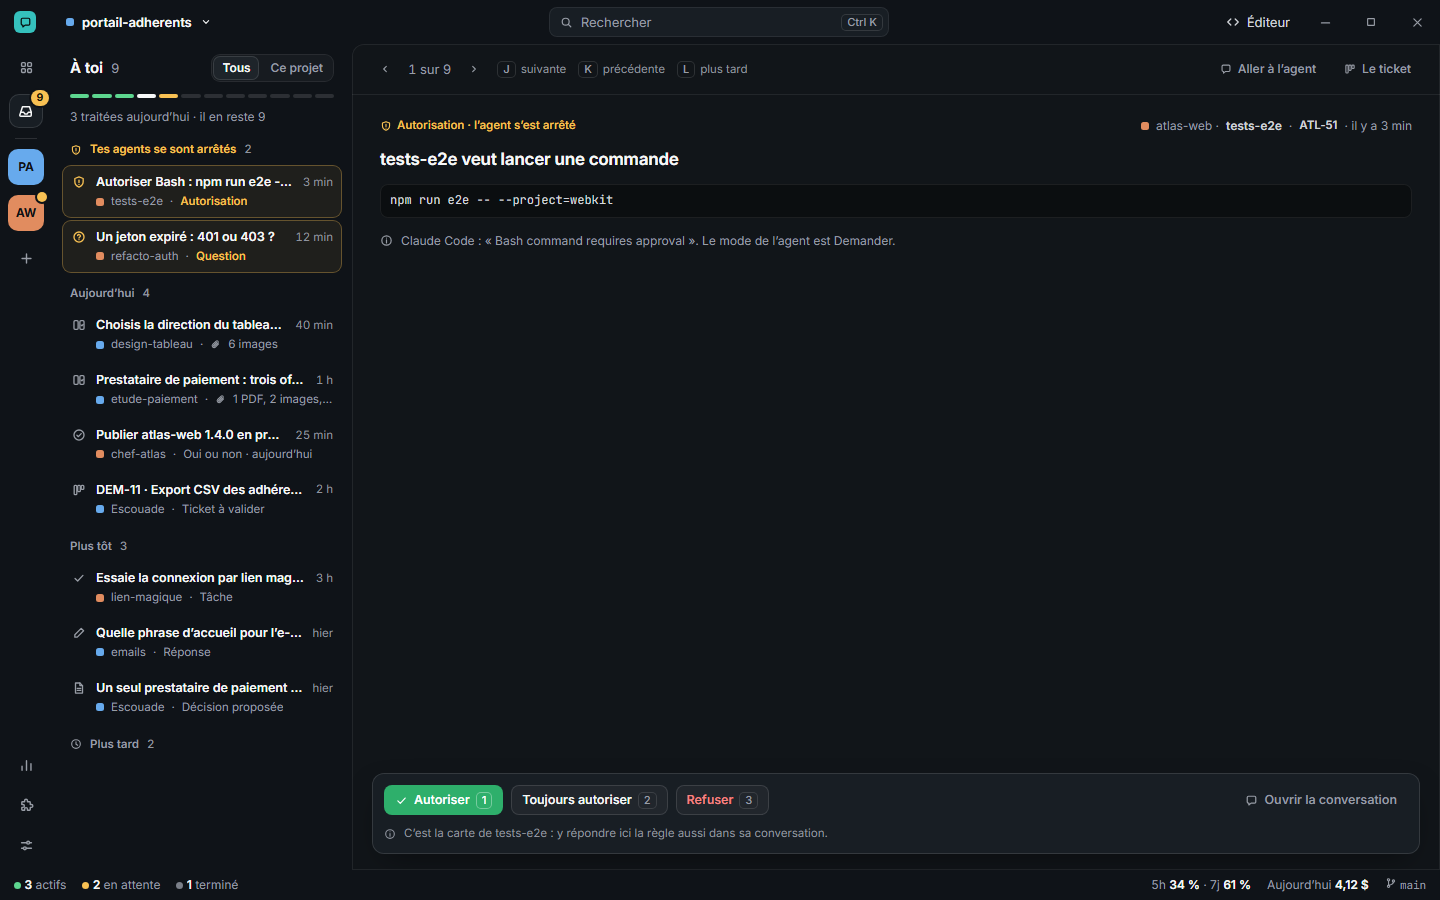 portail-adherents
Rechercher
Ctrl K
Éditeur
À toi 9
Tous
Ce projet
3 traitées aujourd’hui · il en reste 9
Tes agents se sont arrêtés 2
Autoriser Bash : npm run e2e -... 3 min
tests-e2e · Autorisation
Un jeton expiré : 401 ou 403 ? 12 min
refacto-auth · Question
Aujourd’hui 4
Choisis la direction du tablea... 40 min
design-tableau · 6 images
Prestataire de paiement : trois of... 1 h
etude-paiement · 1 PDF, 2 images,...
Publier atlas-web 1.4.0 en pr... 25 min
chef-atlas · Oui ou non · aujourd’hui
DEM-11 · Export CSV des adhére... 2 h
Escouade · Ticket à valider
Plus tôt 3
Essaie la connexion par lien mag... 3 h
lien-magique · Tâche
Quelle phrase d’accueil pour l’e-... hier
emails · Réponse
Un seul prestataire de paiement ... hier
Escouade · Décision proposée
Plus tard 2
9
PA
AW
1 sur 9
J suivante
K précédente
L plus tard
Aller à l’agent
Le ticket
Autorisation · l’agent s’est arrêté
atlas-web · tests-e2e · ATL-51 · il y a 3 min
tests-e2e veut lancer une commande
npm run e2e -- --project=webkit
Claude Code : « Bash command requires approval ». Le mode de l’agent est Demander.
Autoriser 1
Toujours autoriser 2
Refuser 3
Ouvrir la conversation
C’est la carte de tests-e2e : y répondre ici la règle aussi dans sa conversation.
3 actifs
2 en attente
1 terminé
5h 34 % · 7j 61 %
Aujourd’hui 4,12 $
main